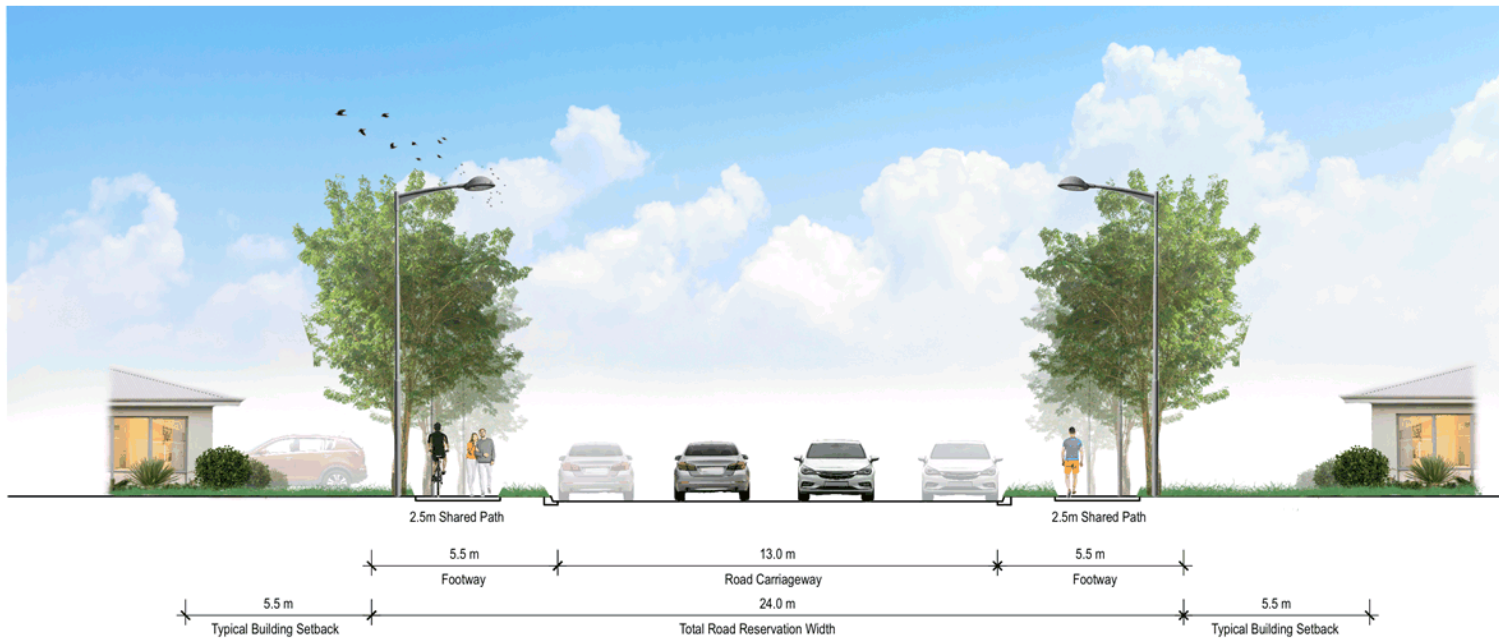 2.5m Shared Path
2.5m Shared Path
5.5 m
13.0 m
5.5 m
Footway
Road Carriageway
Footway
5.5 m
24.0 m
5.5 m
Typical Building Setback
Total Road Reservation Width
Typical Building Setback